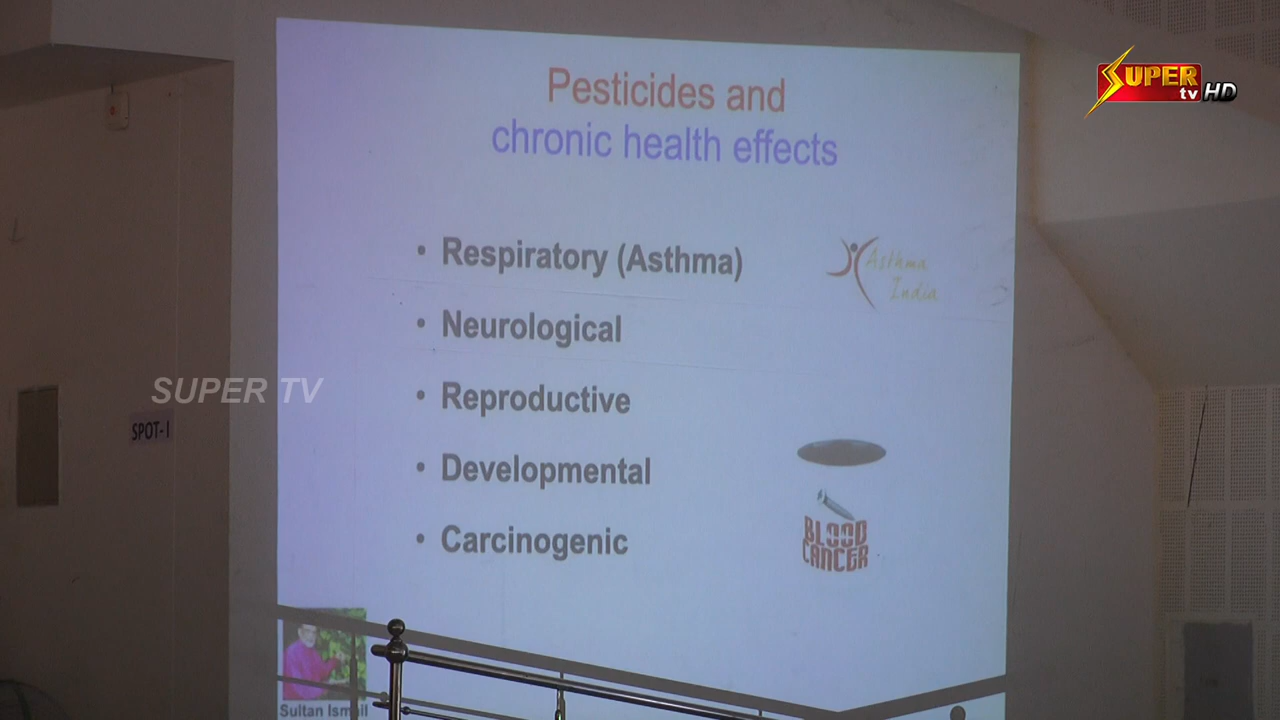 SUPER
tv HD
Pesticides and
chronic health effects
• Respiratory (Asthma)
Asthma
India
• Neurological
SUPER TV
• Reproductive
SPOT-I
• Developmental
• Carcinogenic
BLOOD
CANCER
Sultan Ismail